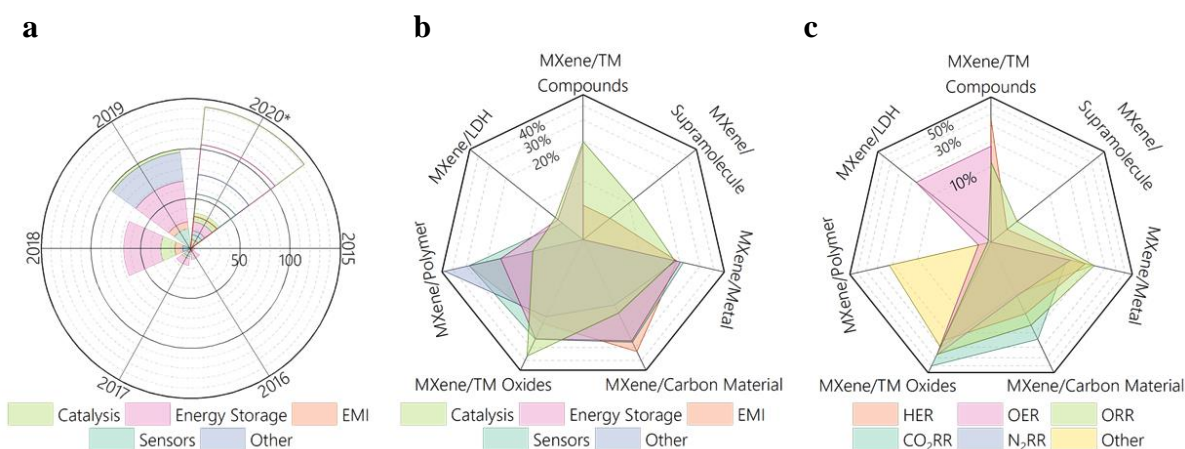 a
b
c
2019
2020*
2018
50
100
2015
2017
2016
Catalysis
Energy Storage
EMI
Sensors
Other
MXene/TM
Compounds
MXene/
Supramolecule
MXene/LDH
40%
30%
20%
MXene/Polymer
MXene/Metal
MXene/TM Oxides
MXene/Carbon Material
Catalysis
Energy Storage
EMI
Sensors
Other
MXene/TM
Compounds
MXene/
Supramolecule
MXene/LDH
50%
30%
10%
MXene/Polymer
MXene/Metal
MXene/TM Oxides
MXene/Carbon Material
HER
OER
ORR
CO₂RR
N₂RR
Other